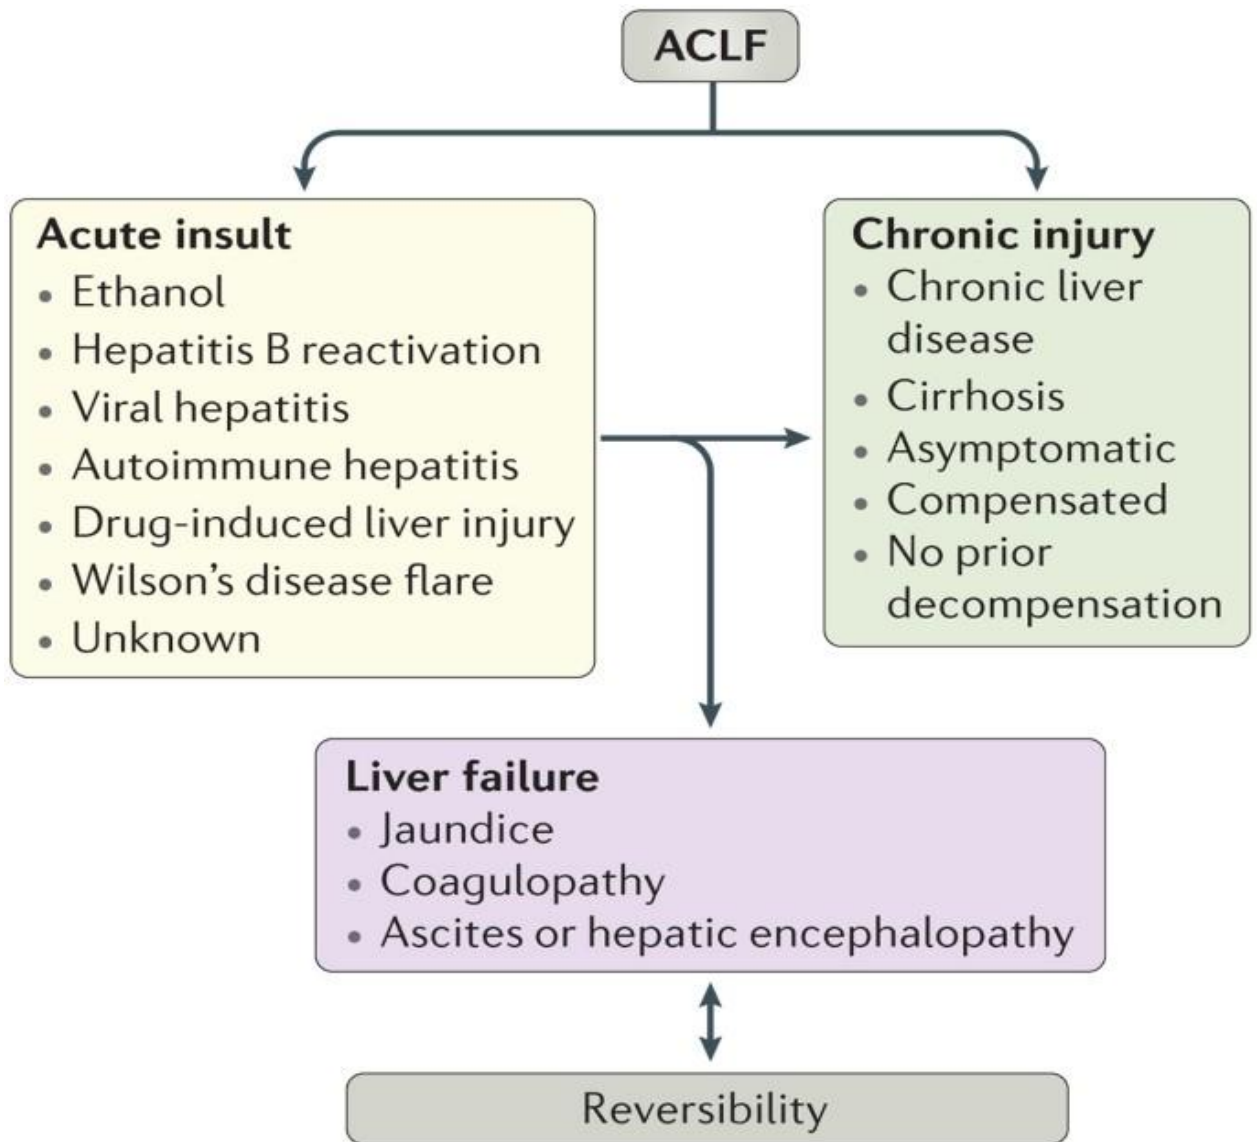 ACLF
Acute insult
• Ethanol
• Hepatitis B reactivation
• Viral hepatitis
• Autoimmune hepatitis
• Drug-induced liver injury
• Wilson’s disease flare
• Unknown
Chronic injury
• Chronic liver
disease
• Cirrhosis
• Asymptomatic
• Compensated
• No prior
decompensation
Liver failure
• Jaundice
• Coagulopathy
• Ascites or hepatic encephalopathy
Reversibility